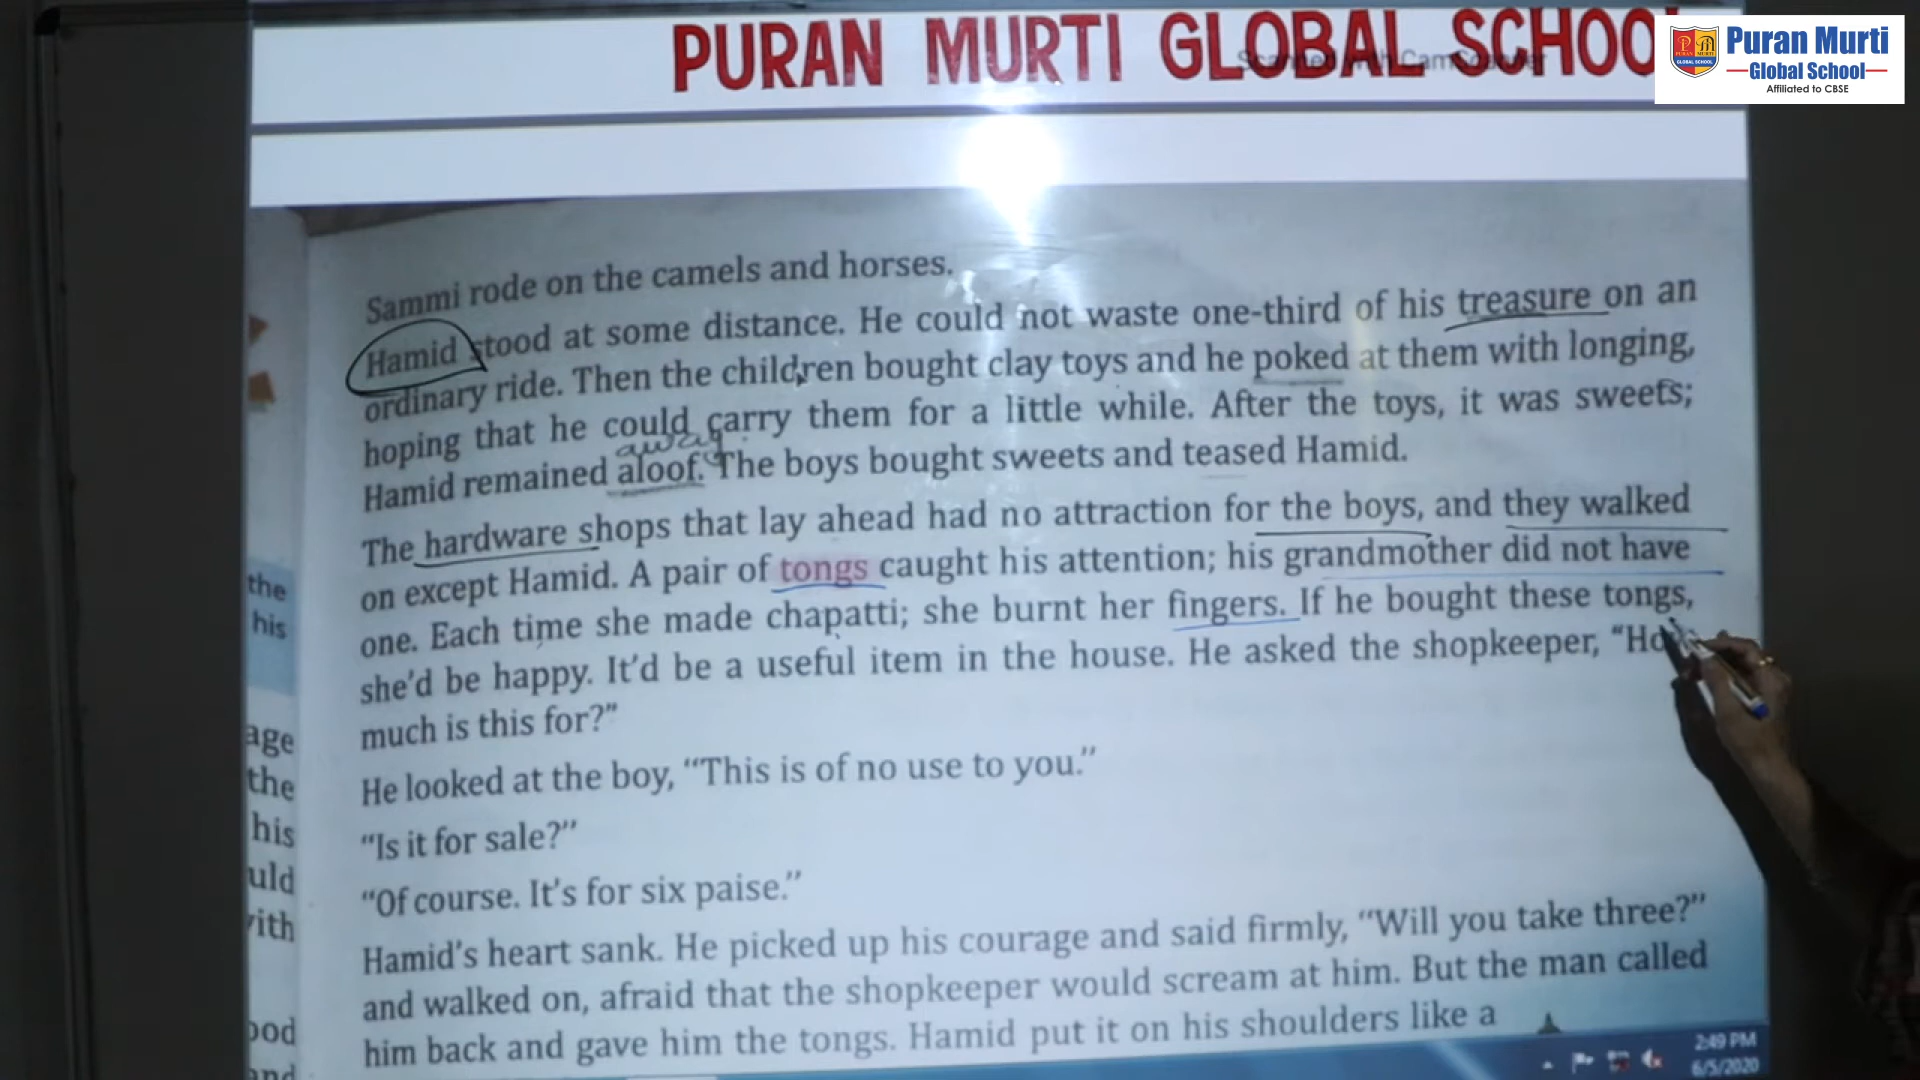 PURAN MURTI GLOBAL SCHOO
Puran Murti
Global School
Affiliated to CBSE
Sammi rode on the camels and horses.
Hamid stood at some distance. He could not waste one-third of his treasure on an
ordinary ride. Then the children bought clay toys and he poked at them with longing,
hoping that he could carry them for a little while. After the toys, it was sweets;
away
Hamid remained aloof. The boys bought sweets and teased Hamid.
The hardware shops that lay ahead had no attraction for the boys, and they walked
on except Hamid. A pair of tongs caught his attention; his grandmother did not have
one. Each time she made chapatti; she burnt her fingers. If he bought these tongs,
she'd be happy. It'd be a useful item in the house. He asked the shopkeeper, "Ho
much is this for?"
He looked at the boy, "This is of no use to you."
"Is it for sale?"
"Of course. It's for six paise."
Hamid's heart sank. He picked up his courage and said firmly, "Will you take three?"
and walked on, afraid that the shopkeeper would scream at him. But the man called
him back and gave him the tongs. Hamid put it on his shoulders like a
the
his
age
the
his
uld
with
ood
and
2:49 PM
6/5/2020